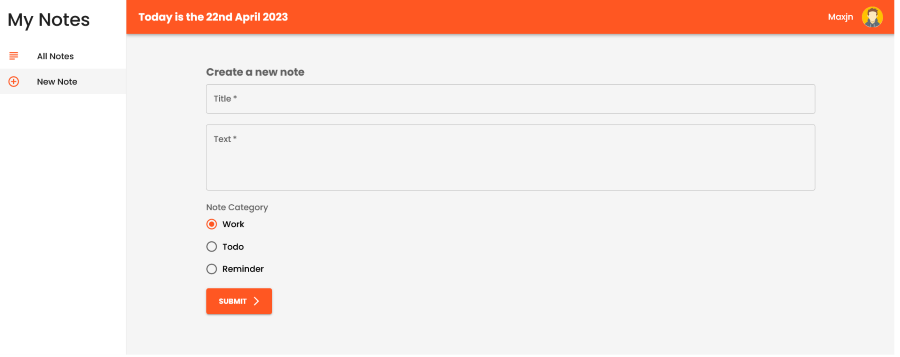 My Notes
Today is the 22nd April 2023
Maxjn
All Notes
New Note
Create a new note
Title *
Text *
Note Category
Work
Todo
Reminder
SUBMIT